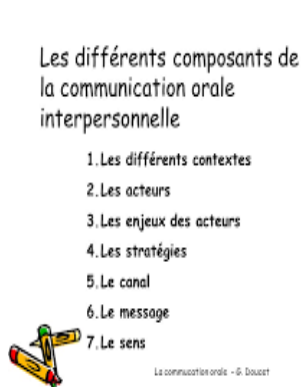 Les différents composants de
la communication orale
interpersonnelle
1.Les différents contextes
2.Les acteurs
3.Les enjeux des acteurs
4.Les stratégies
5.Le canal
6.Le message
7.Le sens
La commucation orale - G. Doucet